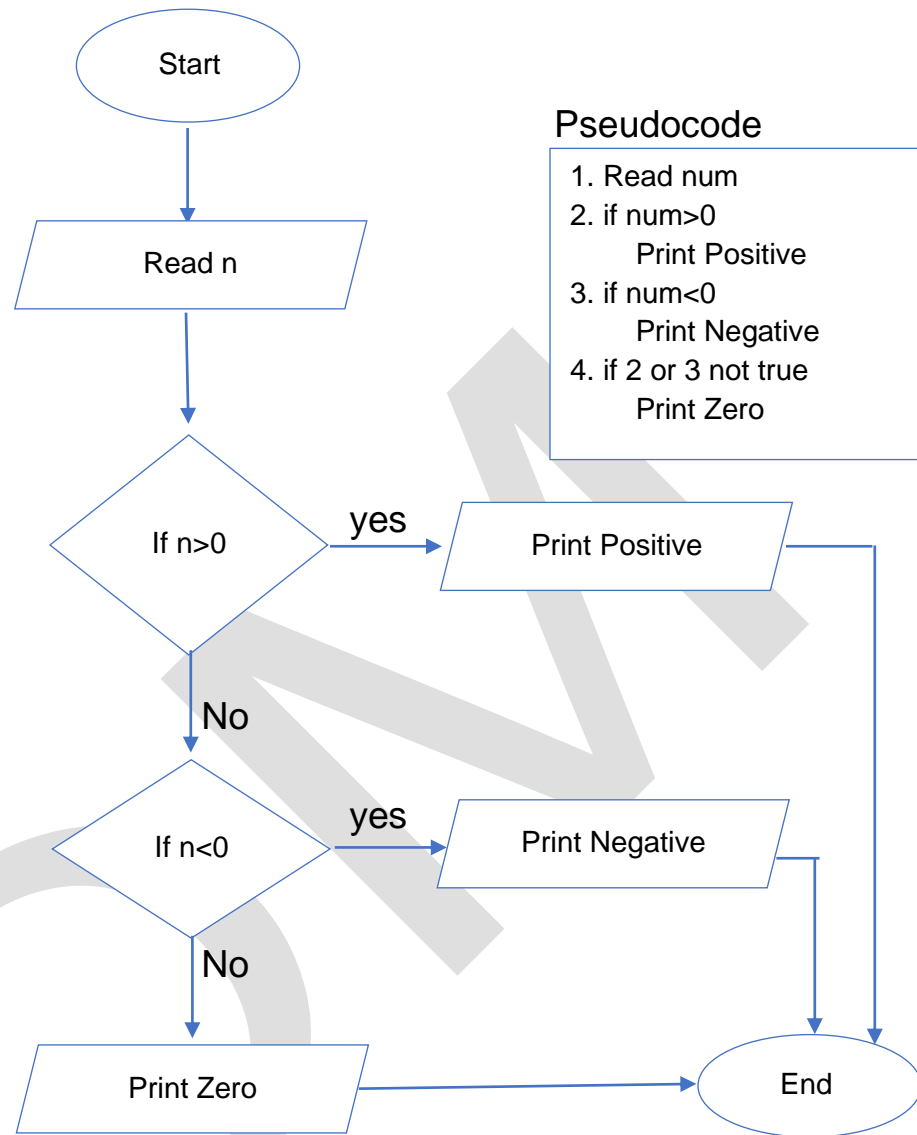 Start
Pseudocode
1. Read num
2. if num>0
Print Positive
3. if num<0
Print Negative
4. if 2 or 3 not true
Print Zero
Read n
If n>0
yes
Print Positive
No
If n<0
yes
Print Negative
No
Print Zero
End